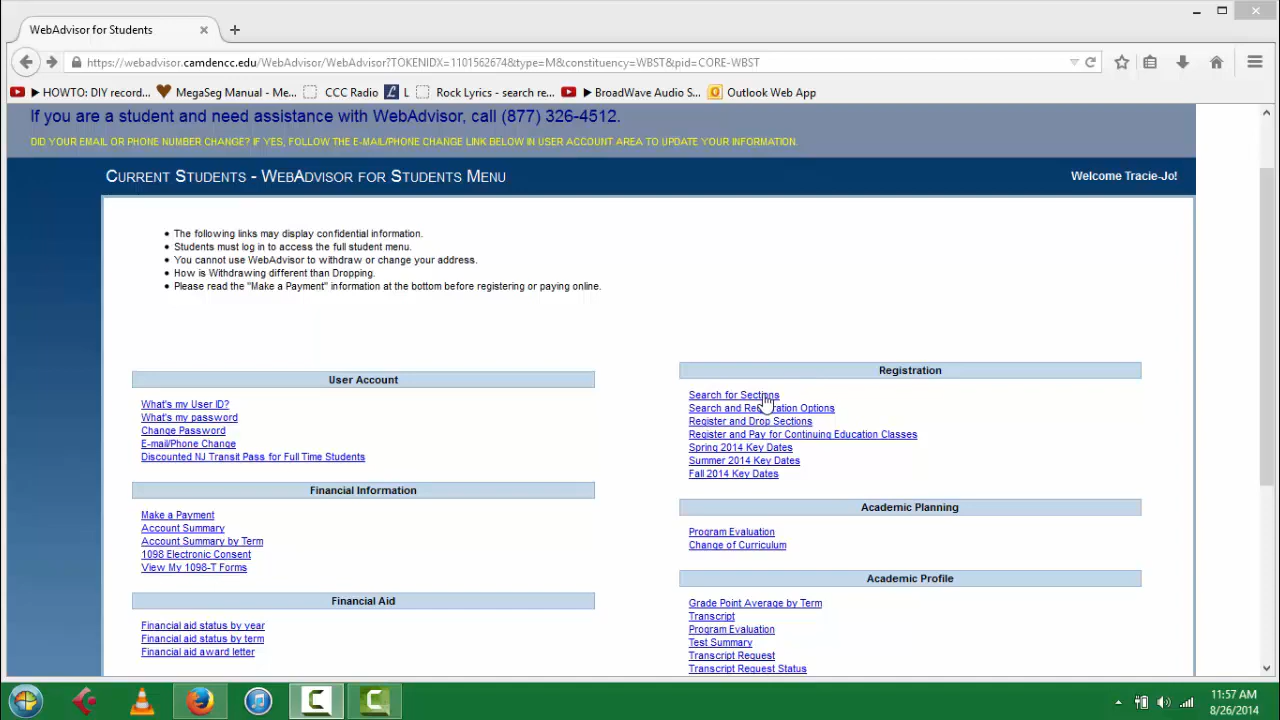 WebAdvisor for Students
https://webadvisor.camdencc.edu/WebAdvisor/WebAdvisor?TOKENIDX=1101562674&type=M&constituency=WBST&pid=CORE-WBST
HOWTO: DIY record... MegaSeg Manual - Me... CCC Radio L Rock Lyrics - search re... BroadWave Audio S... Outlook Web App
If you are a student and need assistance with WebAdvisor, call (877) 326-4512.
DID YOUR EMAIL OR PHONE NUMBER CHANGE? IF YES, FOLLOW THE E-MAIL/PHONE CHANGE LINK BELOW IN USER ACCOUNT AREA TO UPDATE YOUR INFORMATION.
CURRENT STUDENTS - WEBADVISOR FOR STUDENTS MENU
Welcome Tracie-Jo!
• The following links may display confidential information.
• Students must log in to access the full student menu.
• You cannot use WebAdvisor to withdraw or change your address.
• How is Withdrawing different than Dropping.
• Please read the "Make a Payment" information at the bottom before registering or paying online.
User Account
What's my User ID?
What's my password
Change Password
E-mail/Phone Change
Discounted NJ Transit Pass for Full Time Students
Financial Information
Make a Payment
Account Summary
Account Summary by Term
1098 Electronic Consent
View My 1098-T Forms
Financial Aid
Financial aid status by year
Financial aid status by term
Financial aid award letter
Registration
Search for Sections
Search and Registration Options
Register and Drop Sections
Register and Pay for Continuing Education Classes
Spring 2014 Key Dates
Summer 2014 Key Dates
Fall 2014 Key Dates
Academic Planning
Program Evaluation
Change of Curriculum
Academic Profile
Grade Point Average by Term
Transcript
Program Evaluation
Test Summary
Transcript Request
Transcript Request Status
11:57 AM
8/26/2014